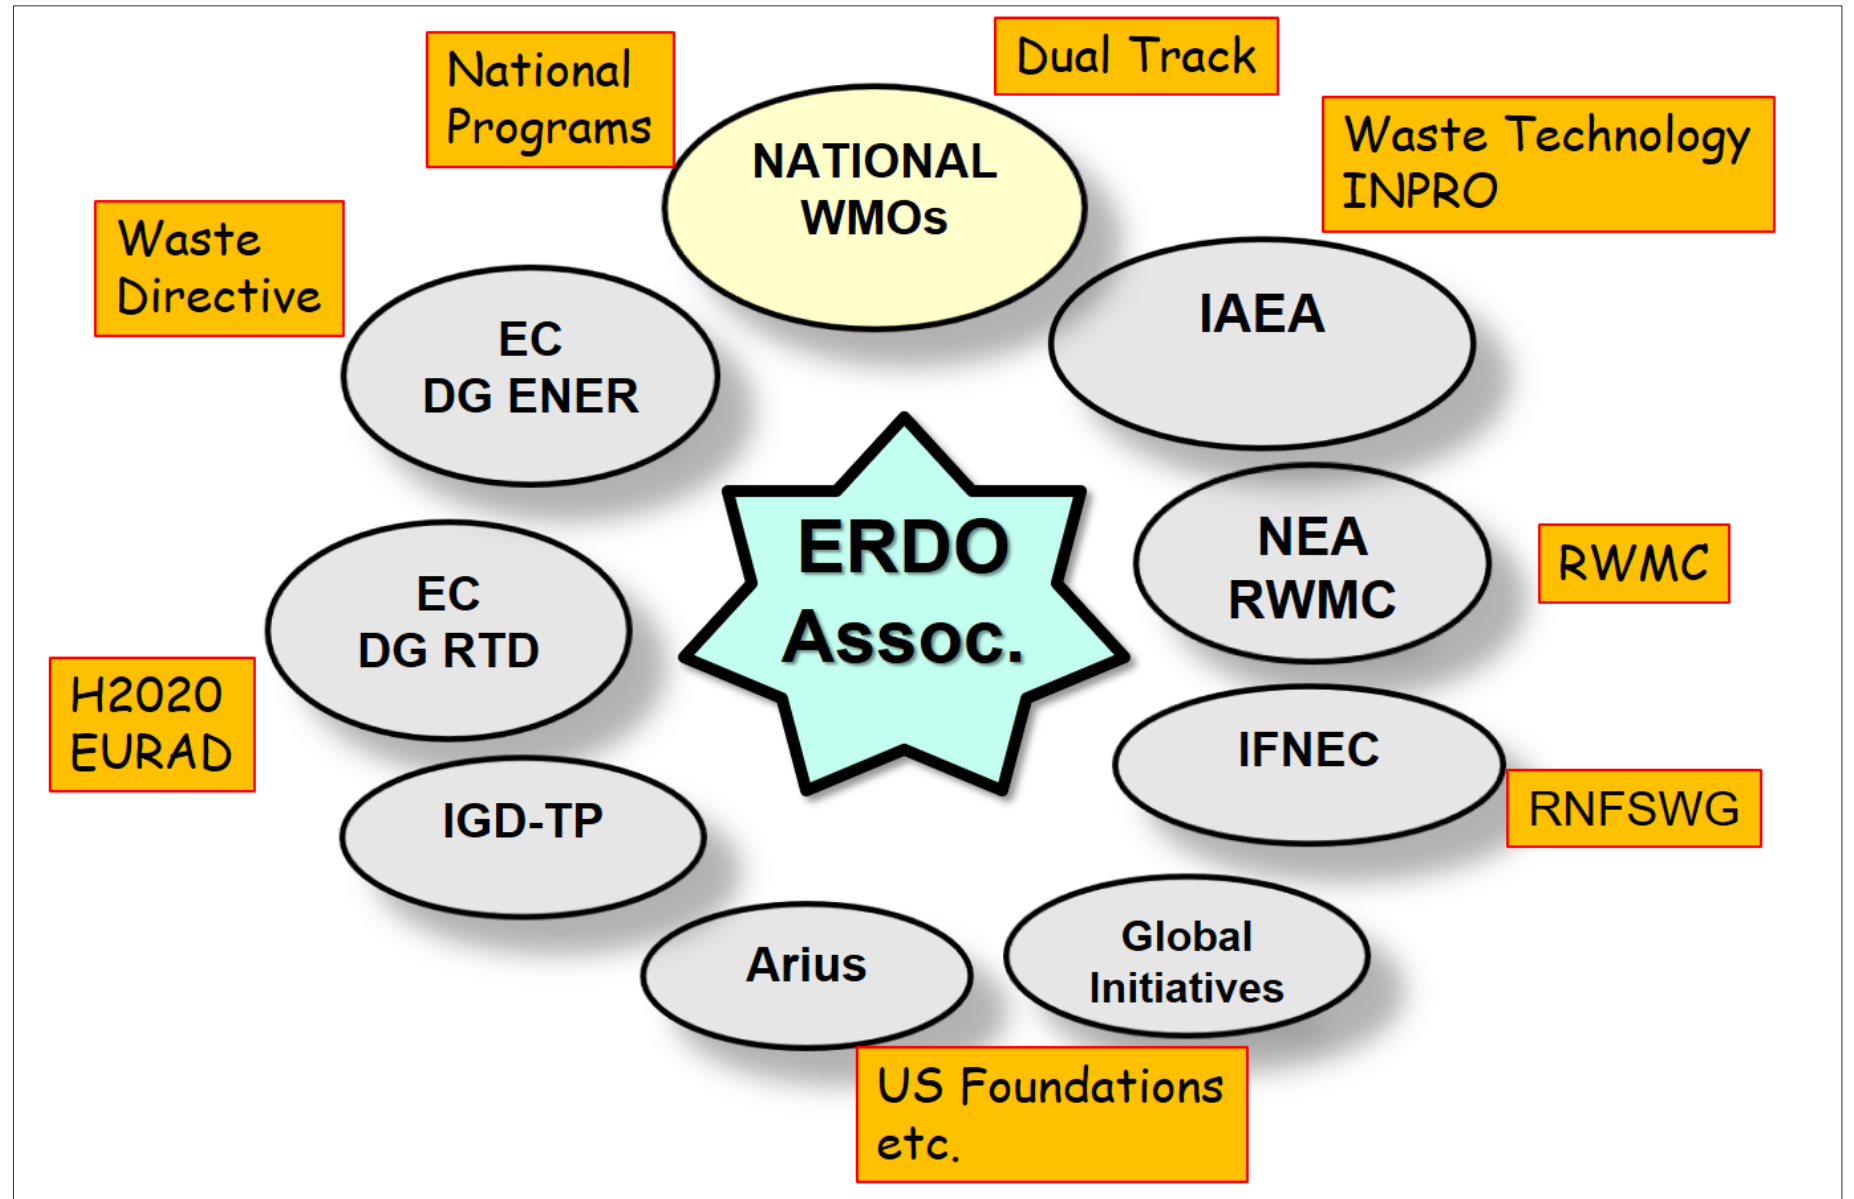 National
Programs
Dual Track
NATIONAL
WMOs
Waste Technology
INPRO
Waste
Directive
EC
DG ENER
IAEA
ERDO
Assoc.
NEA
RWMC
RWMC
EC
DG RTD
H2020
EURAD
IFNEC
RNFSWG
IGD-TP
Arius
Global
Initiatives
US Foundations
etc.